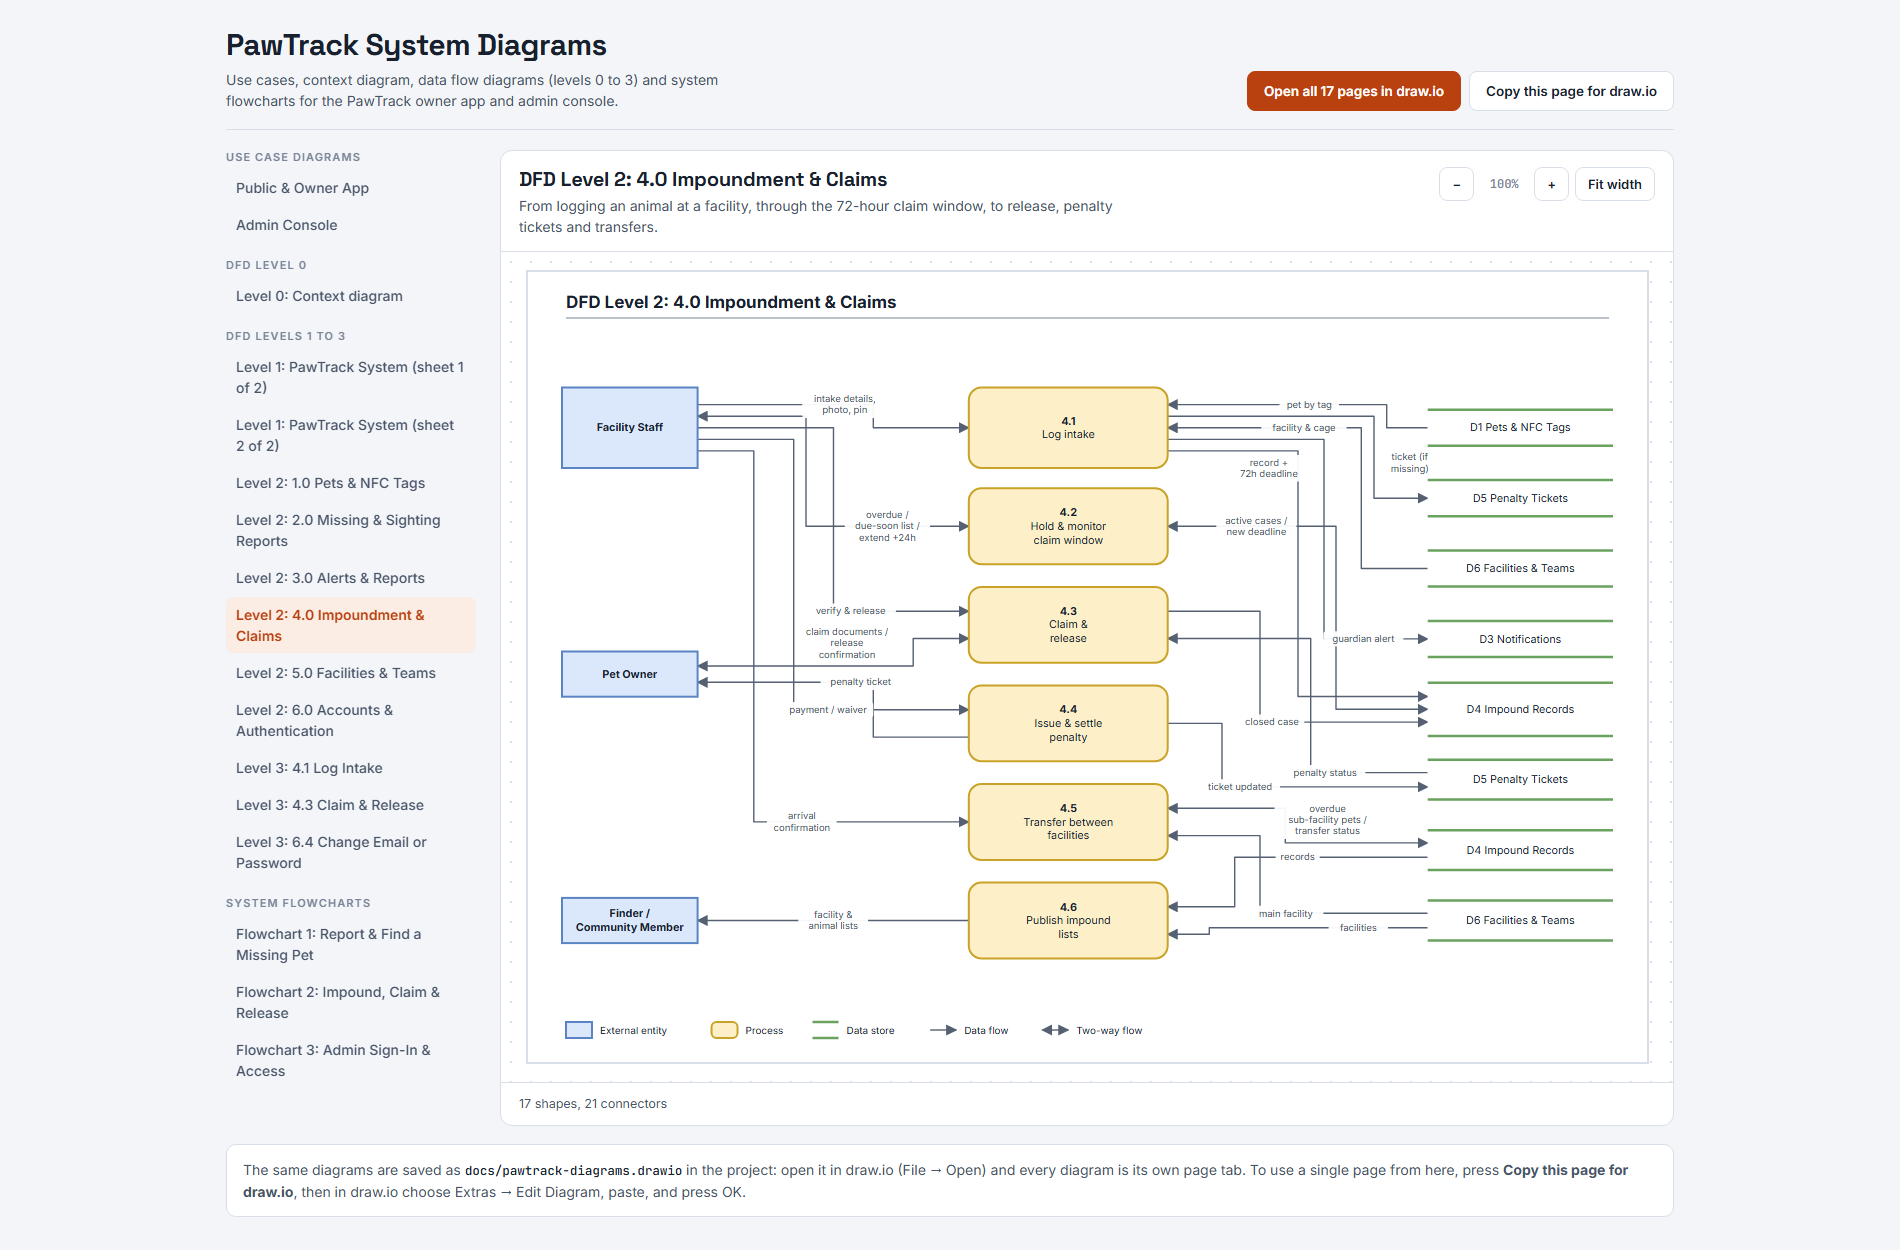 PawTrack System Diagrams
Use cases, context diagram, data flow diagrams (levels 0 to 3) and system
flowcharts for the PawTrack owner app and admin console.
Open all 17 pages in draw.io
Copy this page for draw.io
USE CASE DIAGRAMS
Public & Owner App
Admin Console
DFD LEVEL 0
Level 0: Context diagram
DFD LEVELS 1 TO 3
Level 1: PawTrack System (sheet 1
of 2)
Level 1: PawTrack System (sheet
2 of 2)
Level 2: 1.0 Pets & NFC Tags
Level 2: 2.0 Missing & Sighting
Reports
Level 2: 3.0 Alerts & Reports
Level 2: 4.0 Impoundment &
Claims
Level 2: 5.0 Facilities & Teams
Level 2: 6.0 Accounts &
Authentication
Level 3: 4.1 Log Intake
Level 3: 4.3 Claim & Release
Level 3: 6.4 Change Email or
Password
SYSTEM FLOWCHARTS
Flowchart 1: Report & Find a
Missing Pet
Flowchart 2: Impound, Claim &
Release
Flowchart 3: Admin Sign-In &
Access
DFD Level 2: 4.0 Impoundment & Claims
From logging an animal at a facility, through the 72-hour claim window, to release, penalty
tickets and transfers.
−
100%
+
Fit width
DFD Level 2: 4.0 Impoundment & Claims
Facility Staff
intake details,
photo, pin
4.1
Log intake
pet by tag
facility & cage
D1 Pets & NFC Tags
record +
72h deadline
ticket (if
missing)
D5 Penalty Tickets
overdue /
due-soon list /
extend +24h
4.2
Hold & monitor
claim window
active cases /
new deadline
D6 Facilities & Teams
verify & release
claim documents /
release
confirmation
4.3
Claim &
release
guardian alert
D3 Notifications
Pet Owner
penalty ticket
payment / waiver
4.4
Issue & settle
penalty
closed case
D4 Impound Records
penalty status
ticket updated
D5 Penalty Tickets
arrival
confirmation
4.5
Transfer between
facilities
overdue
sub-facility pets /
transfer status
records
D4 Impound Records
Finder /
Community Member
facility &
animal lists
4.6
Publish impound
lists
main facility
facilities
D6 Facilities & Teams
External entity
Process
Data store
Data flow
Two-way flow
17 shapes, 21 connectors
The same diagrams are saved as docs/pawtrack-diagrams.drawio in the project: open it in draw.io (File → Open) and every diagram is its own page tab. To use a single page from here, press Copy this page for
draw.io, then in draw.io choose Extras → Edit Diagram, paste, and press OK.